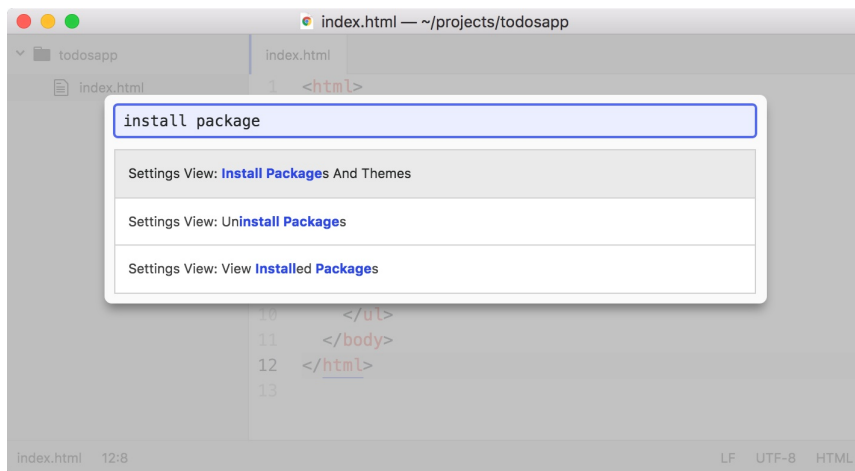 index.html — ~/projects/todosapp
todosapp
index.html
index.html
1 <html>
install package
Settings View: Install Packages And Themes
Settings View: Uninstall Packages
Settings View: View Installed Packages
10 </ul>
11 </body>
12 </html>
13
index.html 12:8 LF UTF-8 HTML